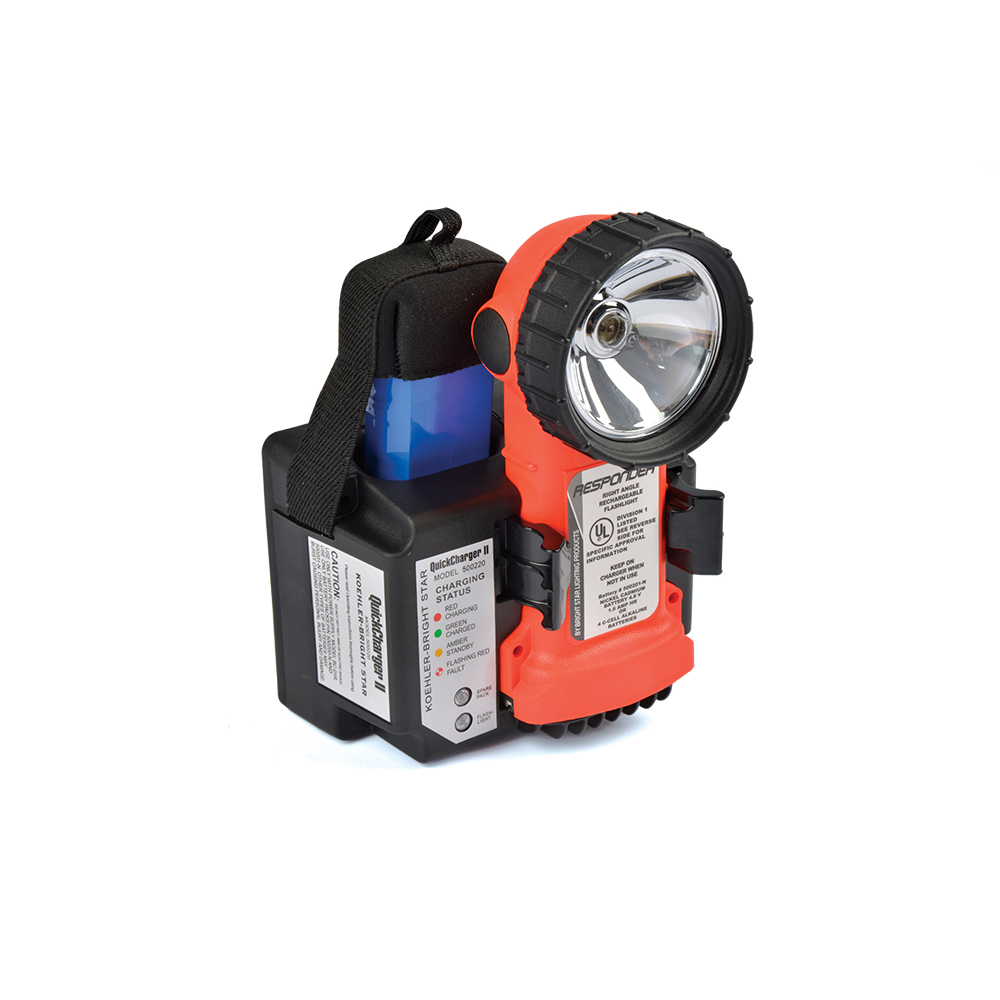 RESPONDER
RIGHT ANGLE
RECHARGEABLE
FLASHLIGHT
UL
DIVISION 1
LISTED
SEE REVERSE
SIDE FOR
SPECIFIC APPROVAL
INFORMATION
KEEP ON
CHARGER WHEN
NOT IN USE
Battery # 500201-H
NICKEL CADMIUM
BATTERY 4.8 V
1.8 AMP HR
OR
4 C-CELL ALKALINE
BATTERIES
BY BRIGHT STAR LIGHTING PRODUCTS
QuickCharger II
MODEL 500220
CHARGING
STATUS
RED
CHARGING
GREEN
CHARGED
AMBER
STANDBY
FLASHING RED
FAULT
SPARE
PACK
FLASH-
LIGHT
KOEHLER-BRIGHT STAR
QuickCharger II
MODEL 500220
KOEHLER-BRIGHT STAR
CAUTION: